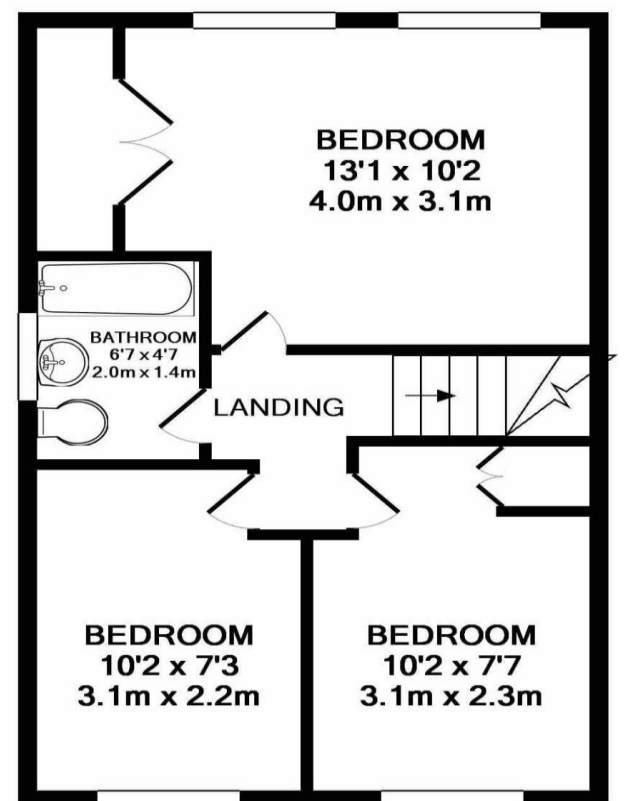 BEDROOM
13'1 x 10'2
4.0m x 3.1m
BATHROOM
6'7 x 4'7
2.0m x 1.4m
LANDING
BEDROOM
10'2 x 7'3
3.1m x 2.2m
BEDROOM
10'2 x 7'7
3.1m x 2.3m